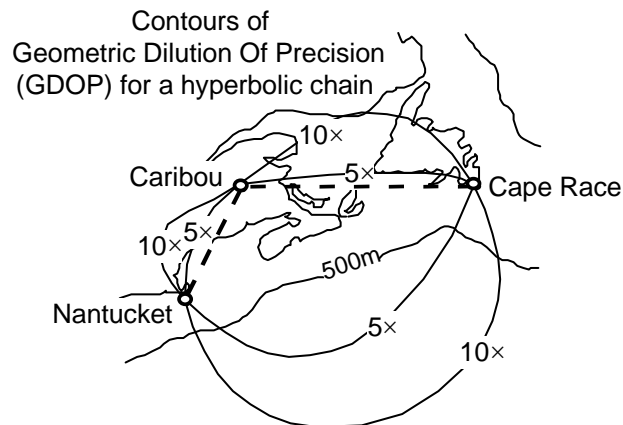 Contours of
Geometric Dilution Of Precision
(GDOP) for a hyperbolic chain
10×
Caribou
5×
Cape Race
10×
5×
500m
Nantucket
5×
10×